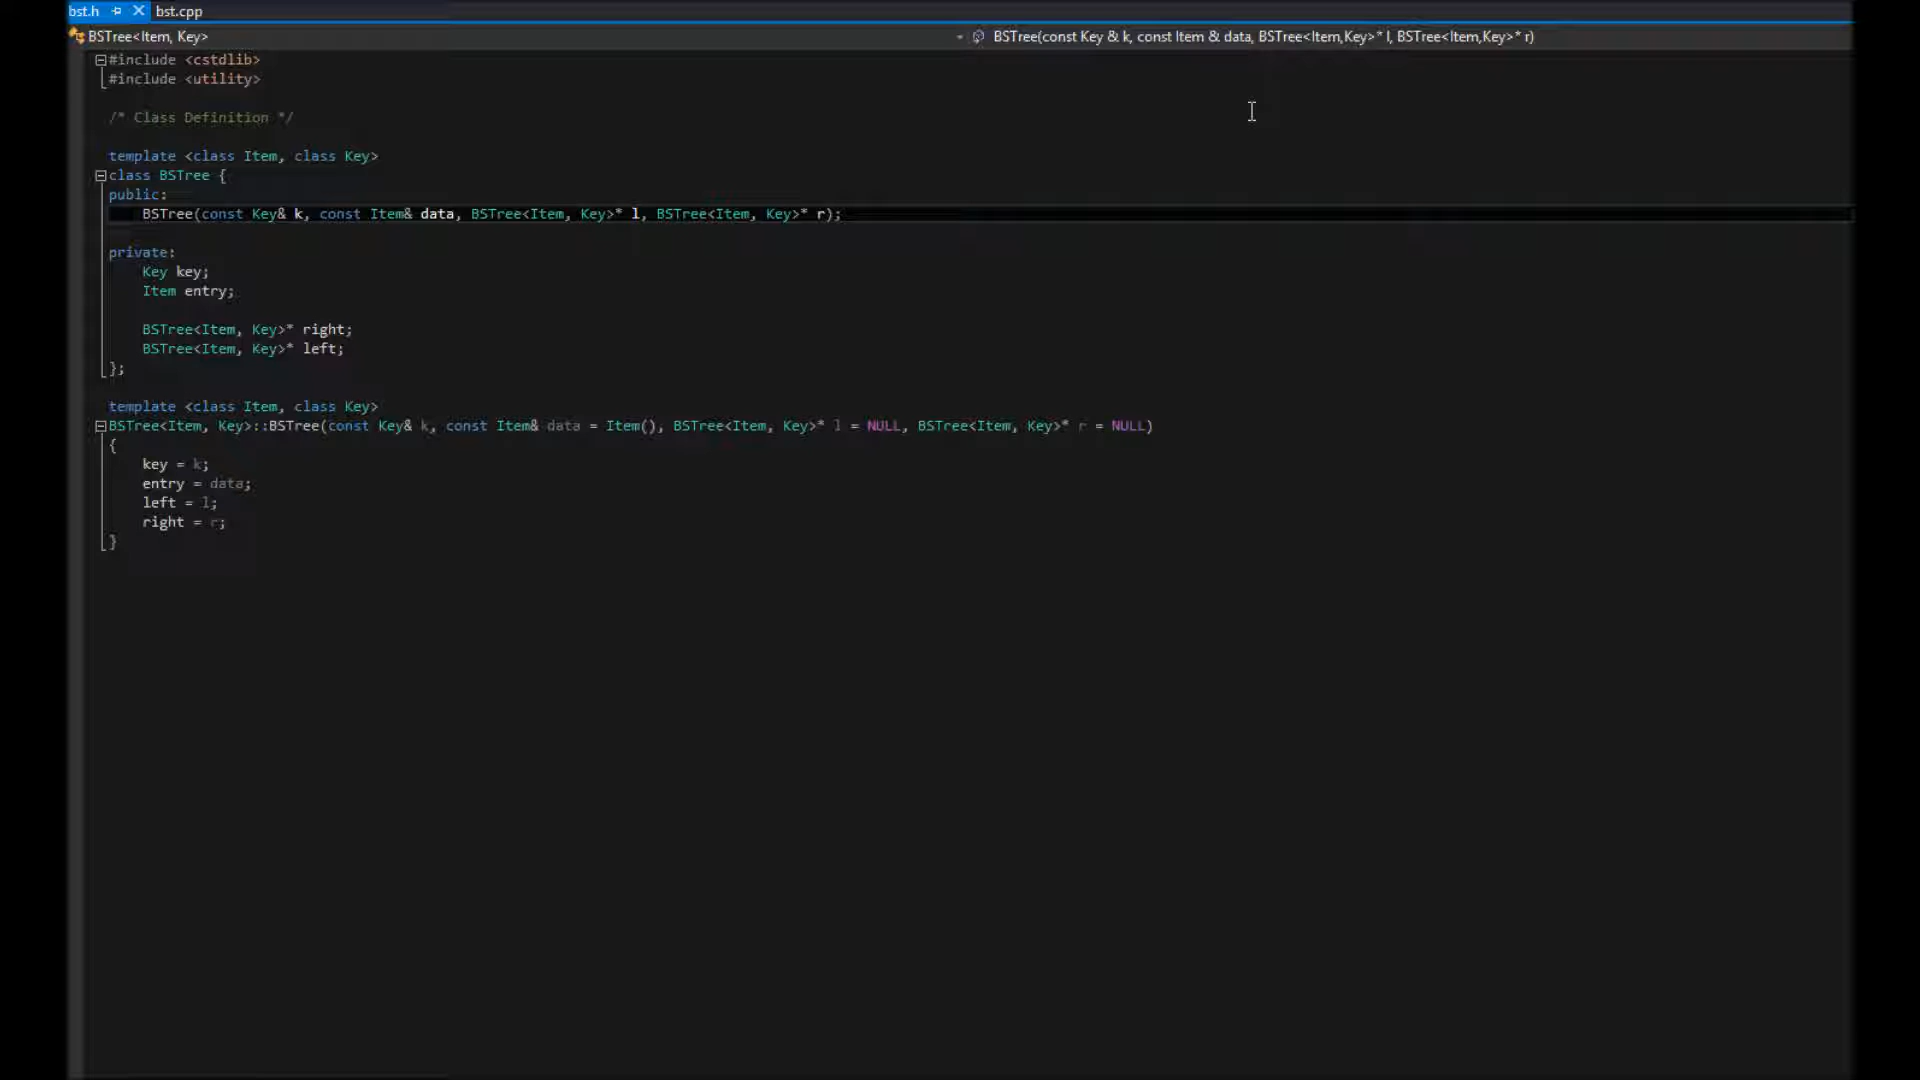 bst.h bst.cpp
BSTree<Item, Key> BSTree(const Key & k, const Item & data, BSTree<Item,Key>* l, BSTree<Item,Key>* r)
#include <cstdlib>
#include <utility>
/* Class Definition */
template <class Item, class Key>
class BSTree {
public:
BSTree(const Key& k, const Item& data, BSTree<Item, Key>* l, BSTree<Item, Key>* r);
private:
Key key;
Item entry;
BSTree<Item, Key>* right;
BSTree<Item, Key>* left;
};
template <class Item, class Key>
BSTree<Item, Key>::BSTree(const Key& k, const Item& data = Item(), BSTree<Item, Key>* l = NULL, BSTree<Item, Key>* r = NULL)
{
key = k;
entry = data;
left = l;
right = r;
}